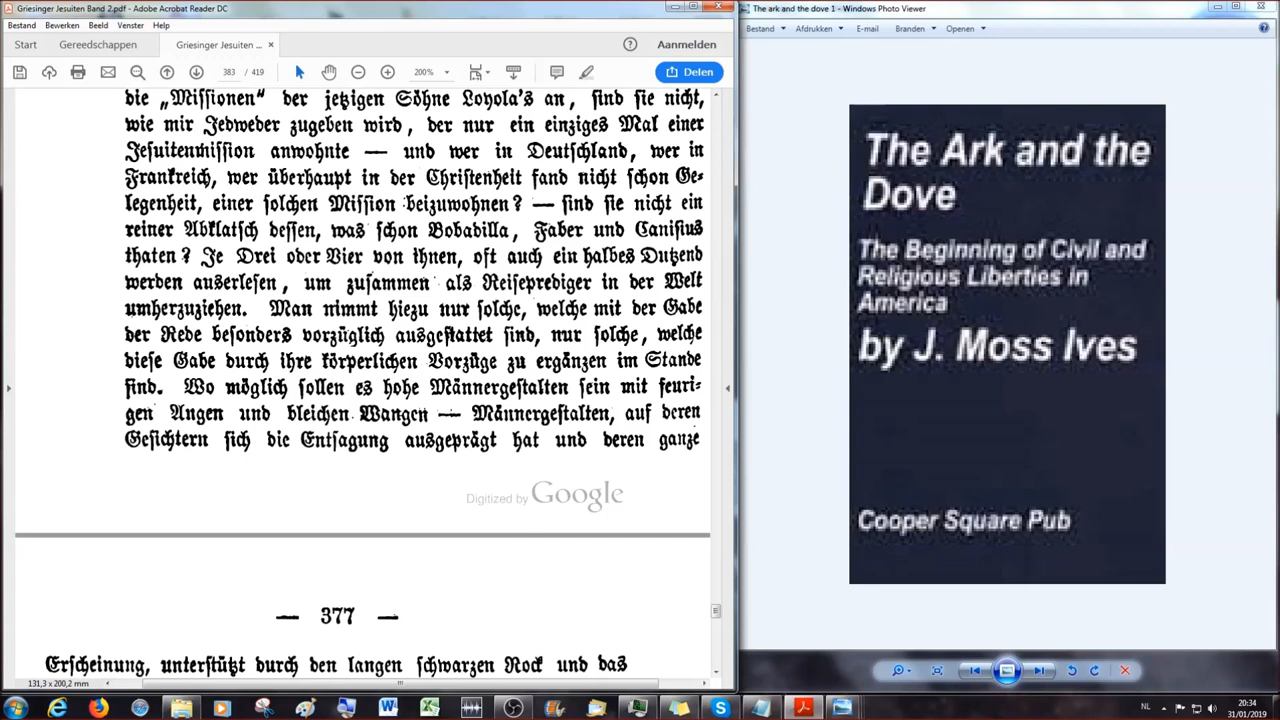 Griesinger Jesuiten Band 2.pdf - Adobe Acrobat Reader DC
Bestand Bewerken Beeld Venster Help
Start Gereedschappen Griesinger Jesuiten ... × Aanmelden
383 / 419 200% Delen
die „Missionen“ der jetzigen Söhne Loyola's an, sind sie nicht,
wie mir Jedweder zugeben wird, der nur ein einziges Mal einer
Jesuitenmission anwohnte — und wer in Deutschland, wer in
Frankreich, wer überhaupt in der Christenheit fand nicht schon Ge-
legenheit, einer solchen Mission beizuwohnen? — sind sie nicht ein
reiner Abklatsch dessen, was schon Bobadilla, Faber und Canisius
thaten? Je Drei oder Vier von ihnen, oft auch ein halbes Dutzend
werden auserlesen, um zusammen als Reiseprediger in der Welt
umherzuziehen. Man nimmt hiezu nur solche, welche mit der Gabe
der Rede besonders vorzüglich ausgestattet sind, nur solche, welche
diese Gabe durch ihre körperlichen Vorzüge zu ergänzen im Stande
sind. Wo möglich sollen es hohe Männergestalten sein mit feuri-
gen Augen und bleichen Wangen — Männergestalten, auf deren
Gesichtern sich die Entsagung ausgeprägt hat und deren ganze
Digitized by Google
— 377 —
Erscheinung, unterstützt durch den langen schwarzen Rock und das
131,3 x 200,2 mm
The ark and the dove 1 - Windows Photo Viewer
Bestand Afdrukken E-mail Branden Openen
The Ark and the
Dove
The Beginning of Civil and
Religious Liberties in
America
by J. Moss Ives
Cooper Square Pub
NL 20:34
31/01/2019